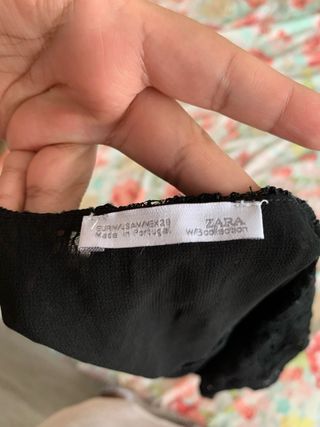 EUR M/USA M/MEX 28
Made in Portugal.
ZARA
W/B collection